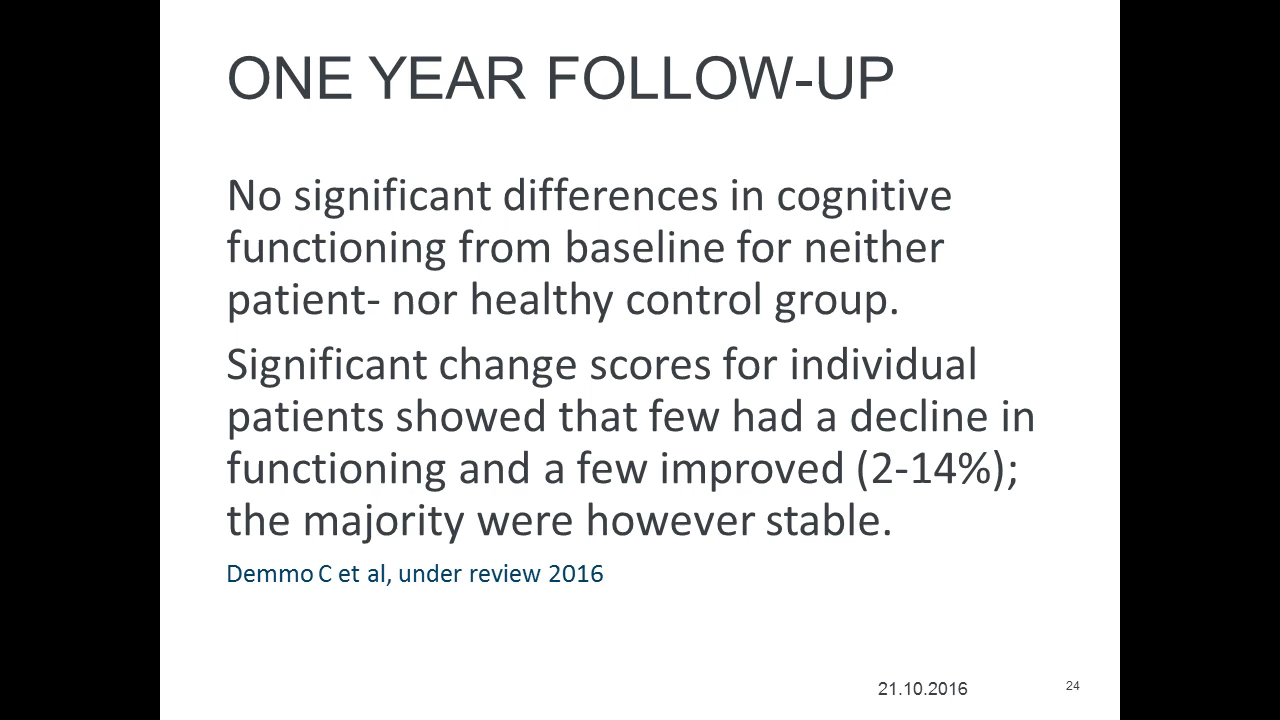 ONE YEAR FOLLOW-UP
No significant differences in cognitive
functioning from baseline for neither
patient- nor healthy control group.
Significant change scores for individual
patients showed that few had a decline in
functioning and a few improved (2-14%);
the majority were however stable.
Demmo C et al, under review 2016
21.10.2016
24